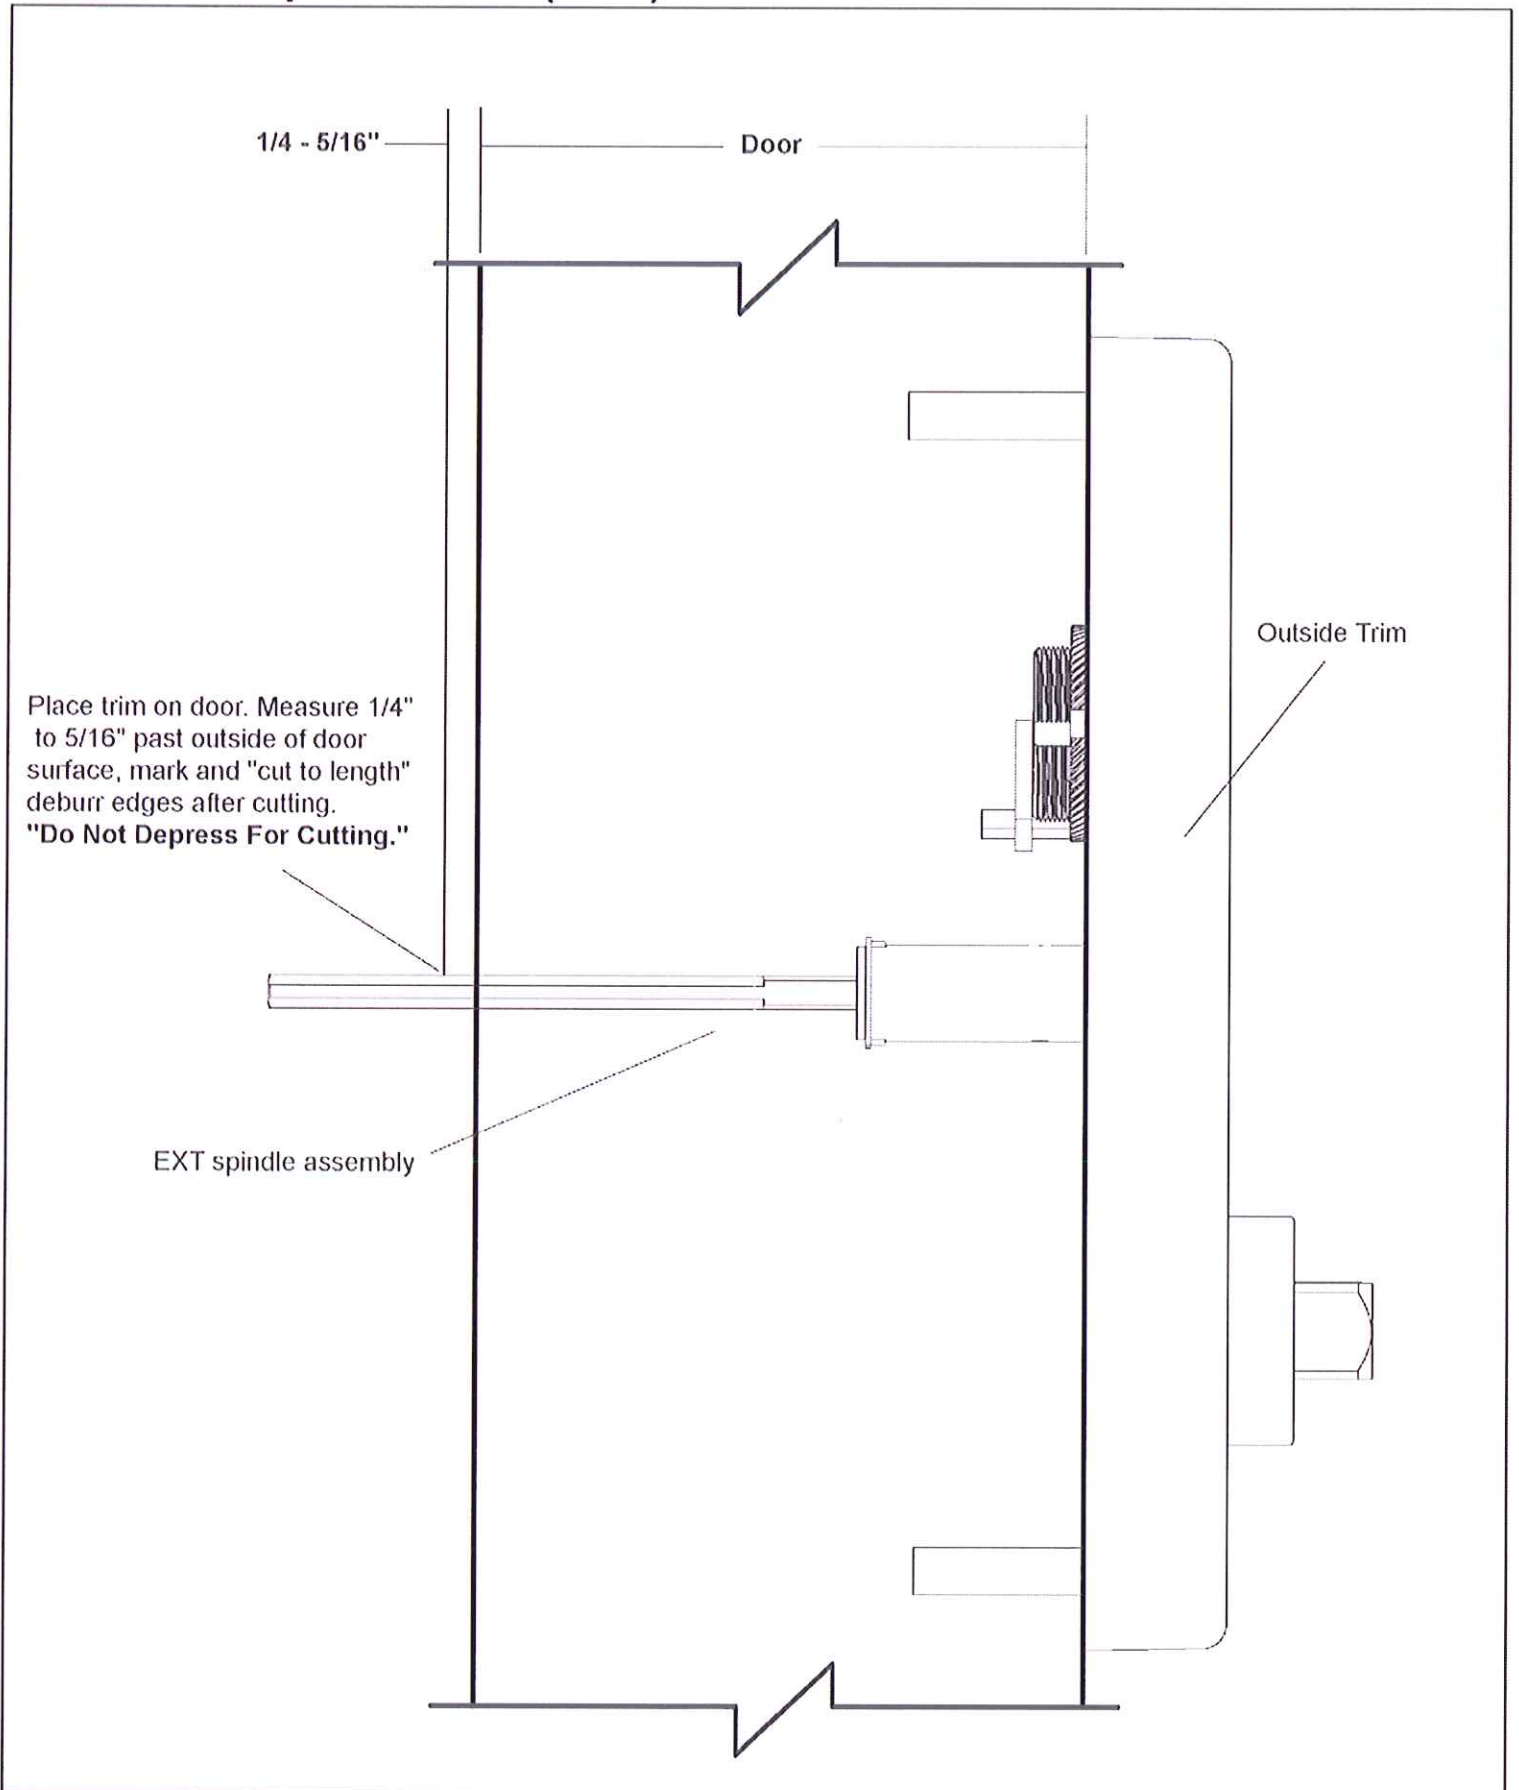 1/4 - 5/16"
Door
Outside Trim
Place trim on door. Measure 1/4"
to 5/16" past outside of door
surface, mark and "cut to length"
deburr edges after cutting.
"Do Not Depress For Cutting."
EXT spindle assembly